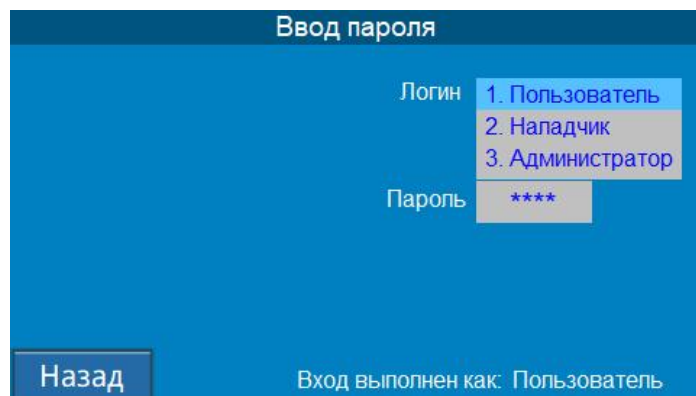 Ввод пароля
Логин 1. Пользователь
2. Наладчик
3. Администратор
Пароль ****
Назад
Вход выполнен как: Пользователь